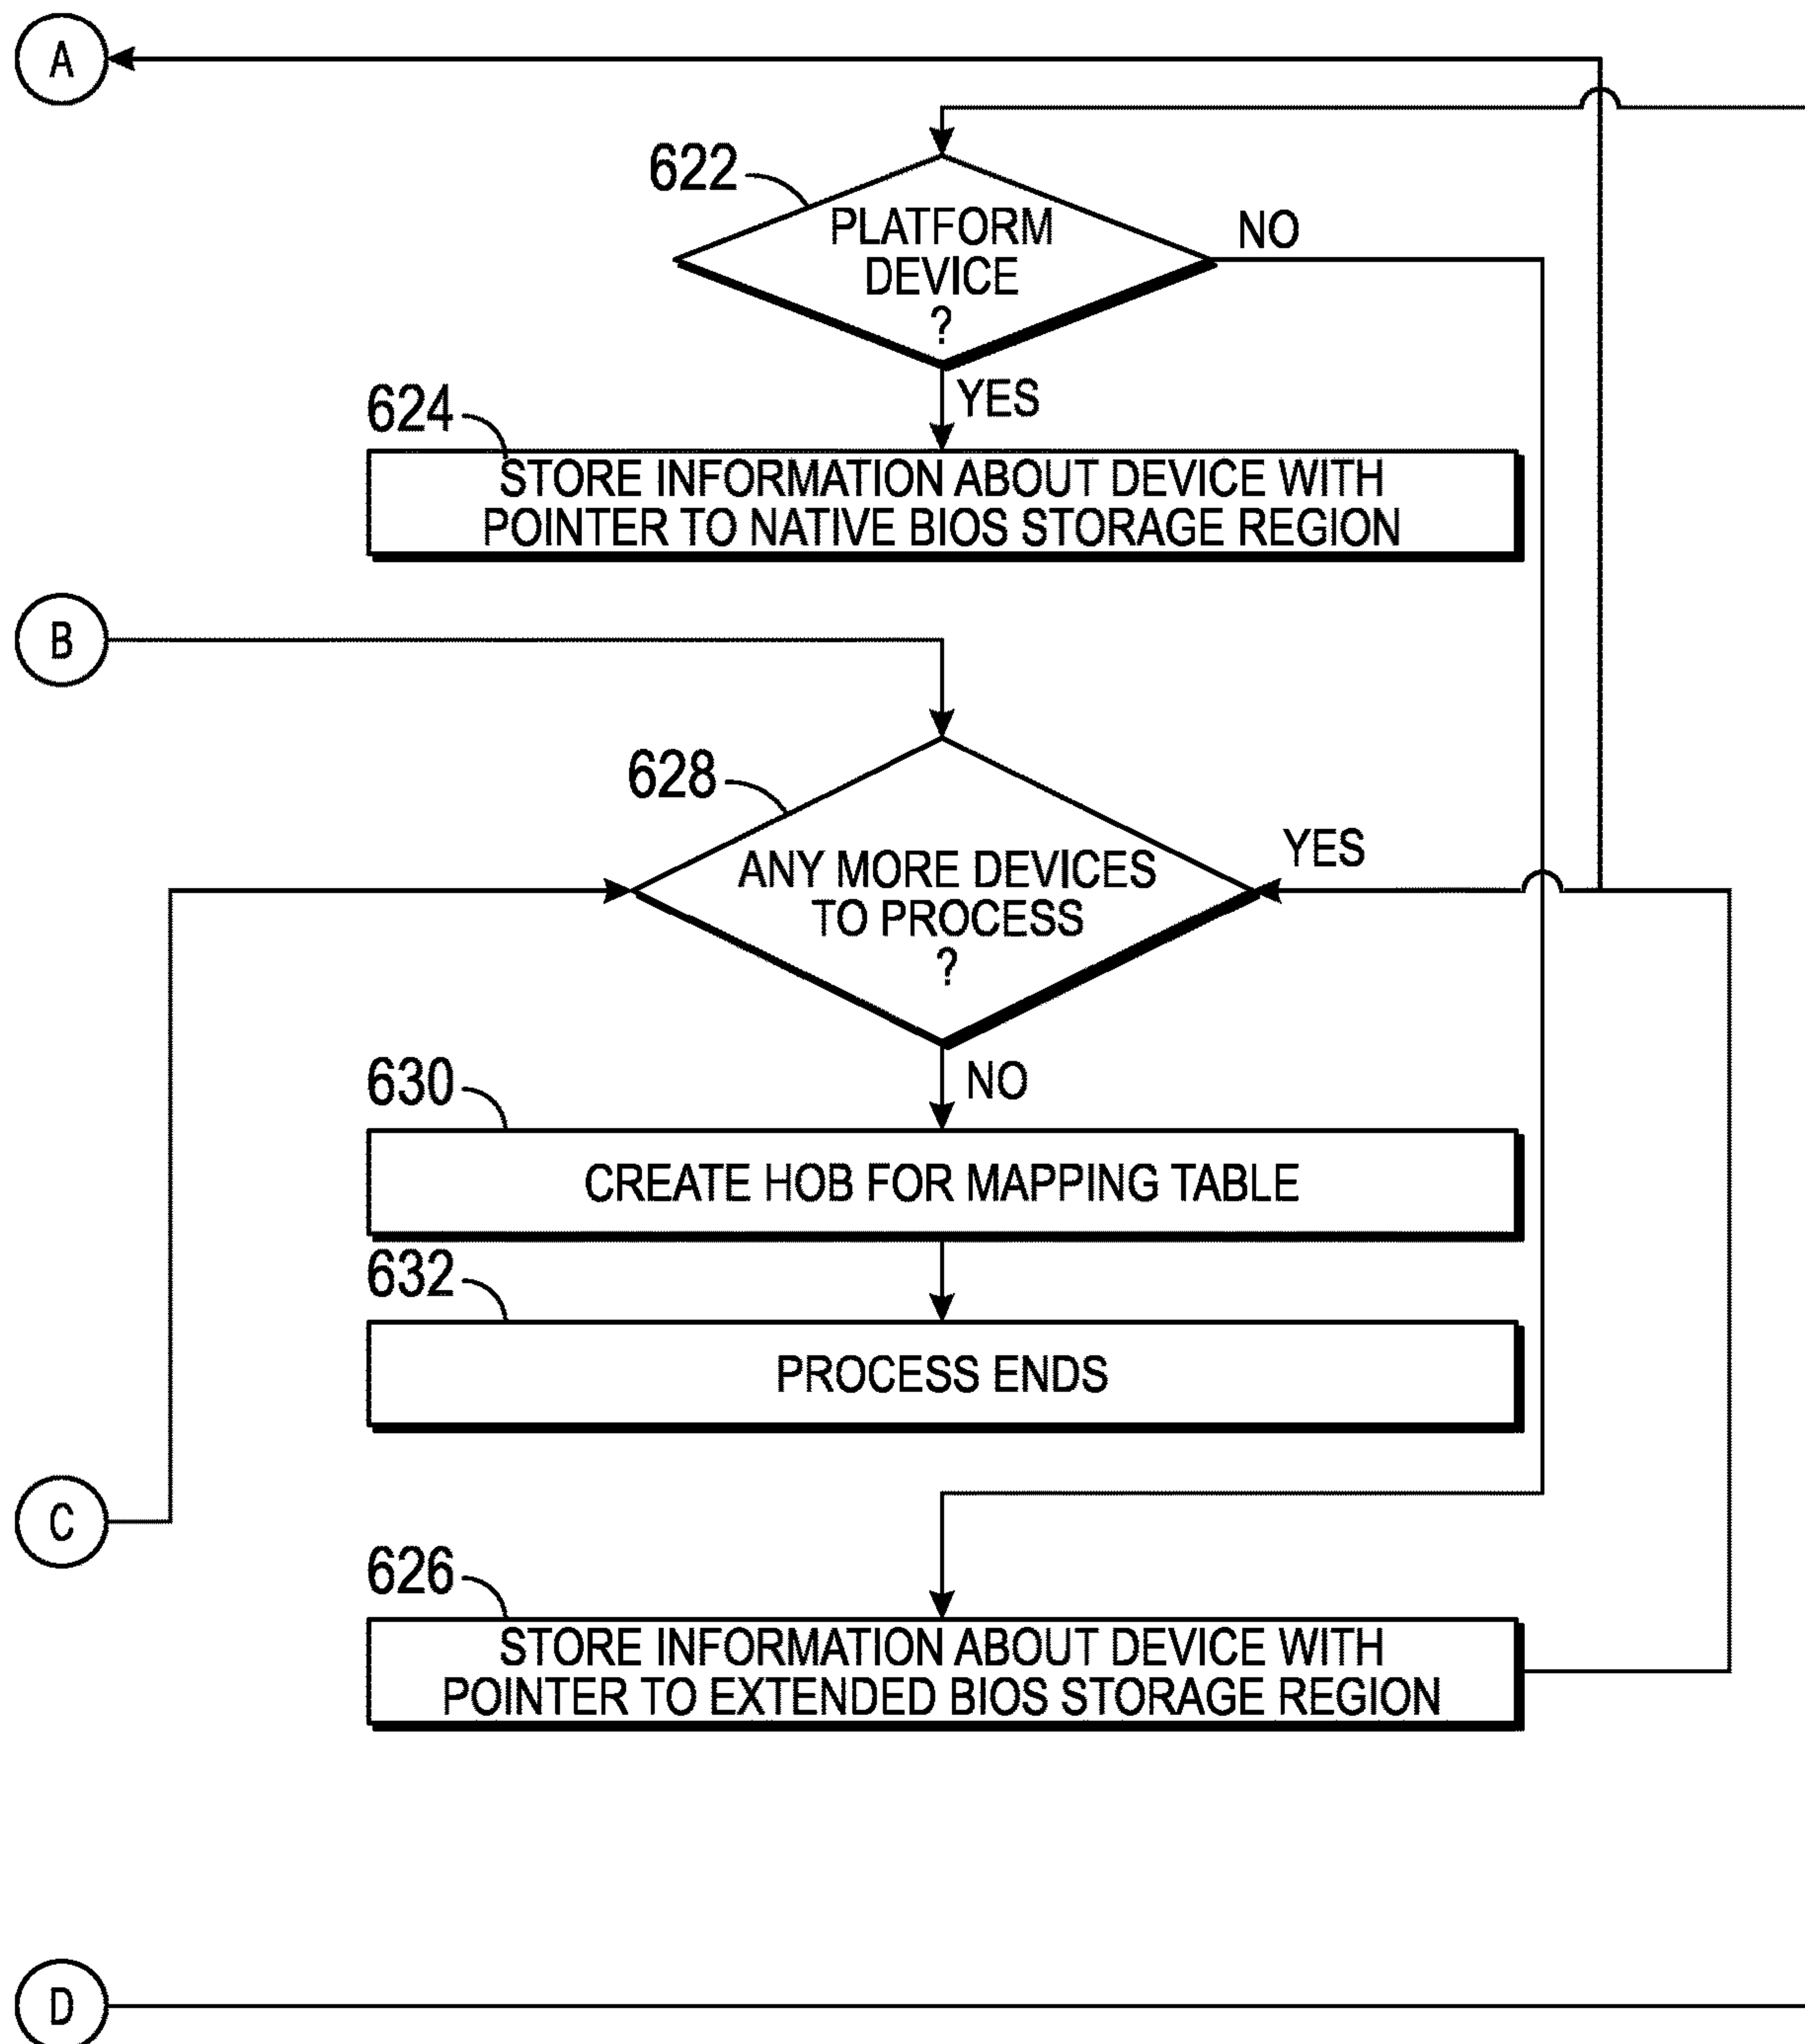 A
622
PLATFORM
DEVICE
?
NO
YES
624
STORE INFORMATION ABOUT DEVICE WITH
POINTER TO NATIVE BIOS STORAGE REGION
B
628
ANY MORE DEVICES
TO PROCESS
?
YES
NO
630
CREATE HOB FOR MAPPING TABLE
632
PROCESS ENDS
C
626
STORE INFORMATION ABOUT DEVICE WITH
POINTER TO EXTENDED BIOS STORAGE REGION
D